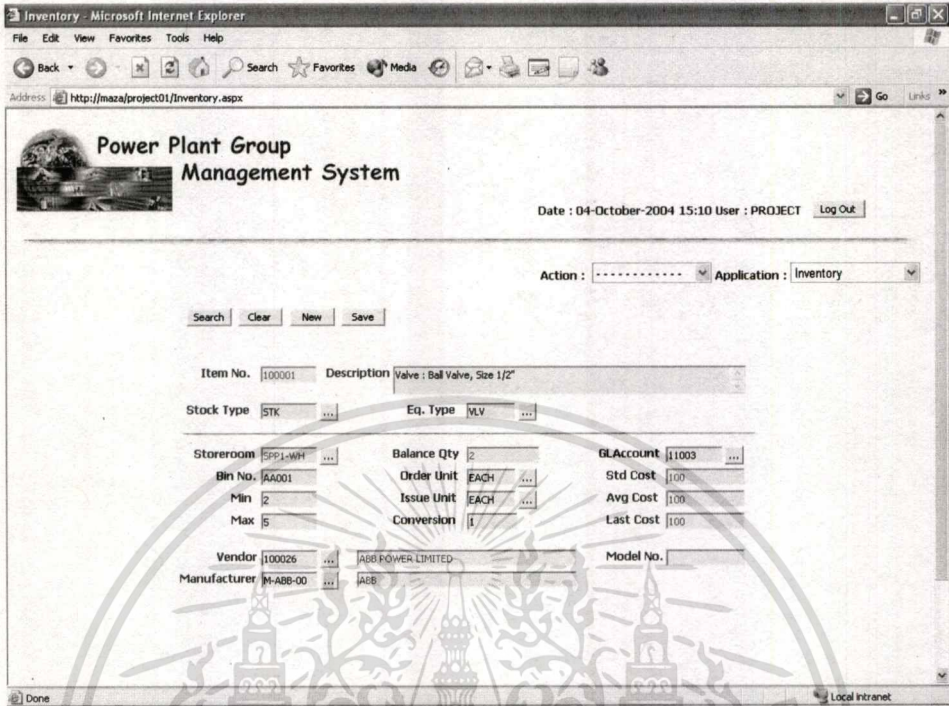 Inventory - Microsoft Internet Explorer
File Edit View Favorites Tools Help
Back Search Favorites Media
Address http://maza/project01/Inventory.aspx Go Links »
Power Plant Group
Management System
Date : 04-October-2004 15:10 User : PROJECT Log Out
Action : ------------ Application : Inventory
Search Clear New Save
Item No. 100001 Description Valve : Ball Valve, Size 1/2"
Stock Type STK ... Eq. Type VLV ...
Storeroom SPP1-WH ... Balance Qty 2 GLAccount 11003 ...
Bin No. AA001 Order Unit EACH ... Std Cost 100
Min 2 Issue Unit EACH ... Avg Cost 100
Max 5 Conversion 1 Last Cost 100
Vendor 100026 ... ABB POWER LIMITED Model No.
Manufacturer M-ABB-00 ... ABB
Done Local intranet